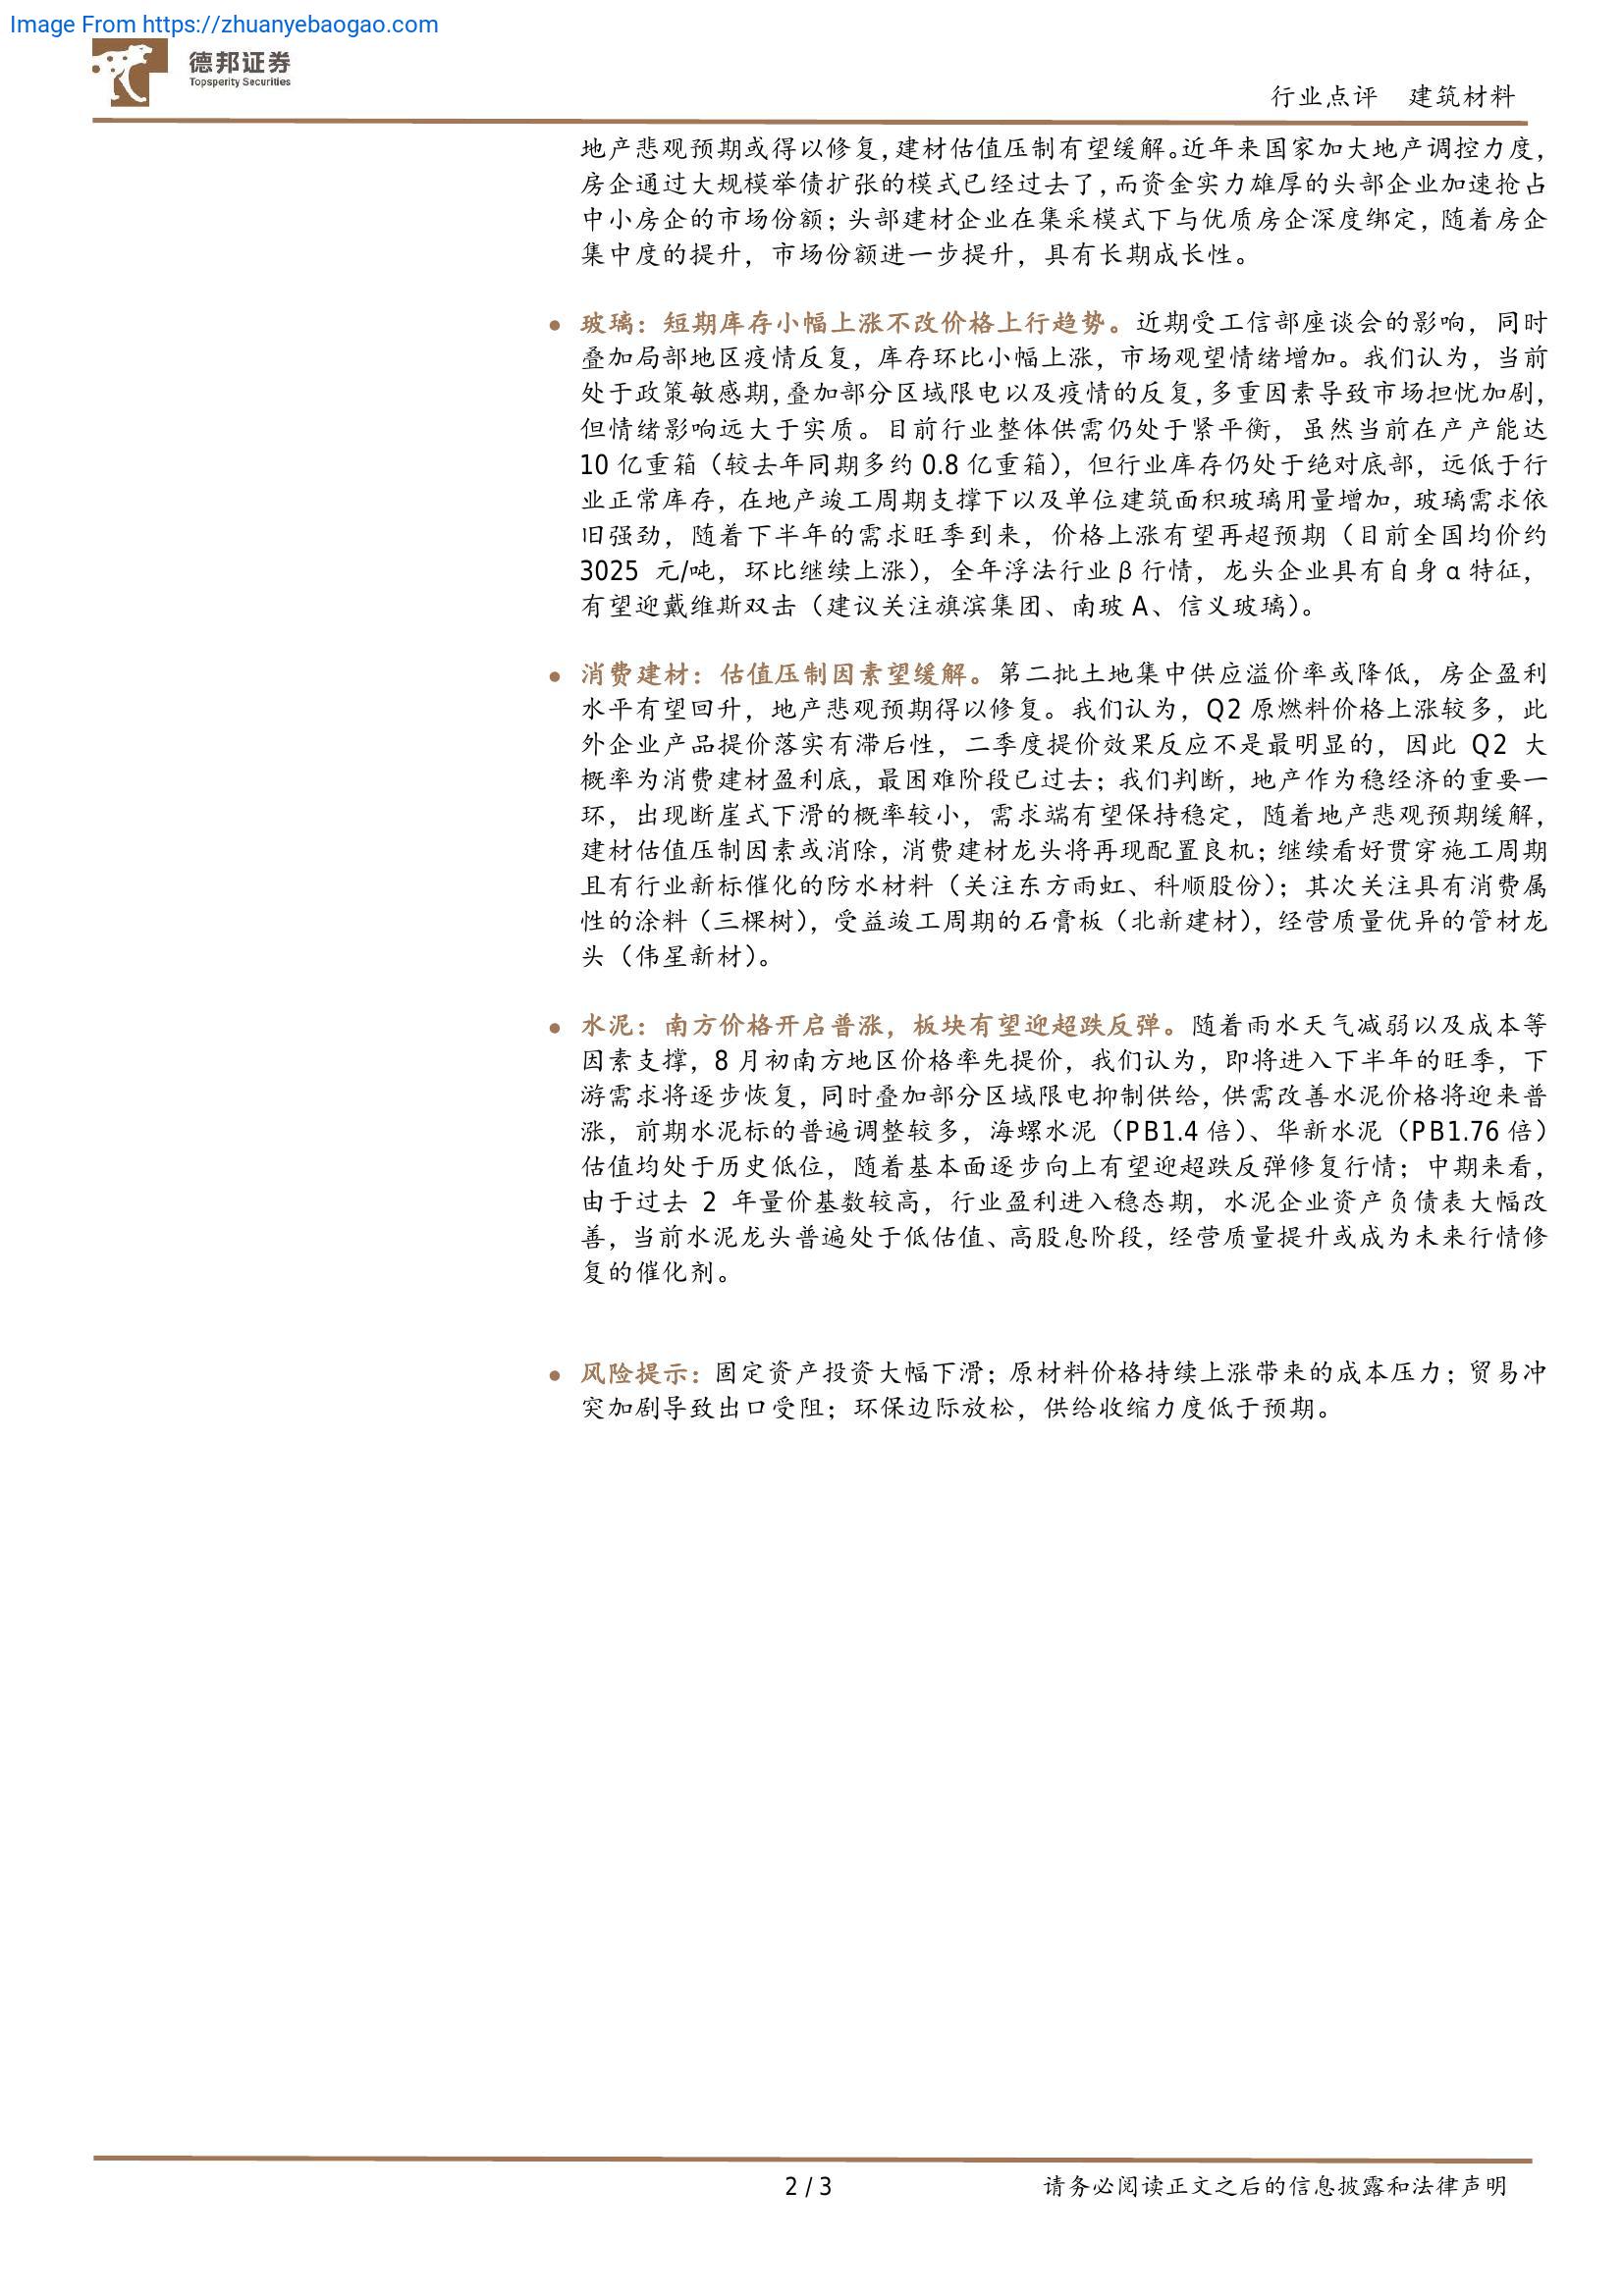 Image From https://zhuanyebaogao.com
德邦证券
Topsperity Securities
行业点评 建筑材料
地产悲观预期或得以修复，建材估值压制有望缓解。近年来国家加大地产调控力度，
房企通过大规模举债扩张的模式已经过去了，而资金实力雄厚的头部企业加速抢占
中小房企的市场份额；头部建材企业在集采模式下与优质房企深度绑定，随着房企
集中度的提升，市场份额进一步提升，具有长期成长性。
● 玻璃：短期库存小幅上涨不改价格上行趋势。近期受工信部座谈会的影响，同时
叠加局部地区疫情反复，库存环比小幅上涨，市场观望情绪增加。我们认为，当前
处于政策敏感期，叠加部分区域限电以及疫情的反复，多重因素导致市场担忧加剧，
但情绪影响远大于实质。目前行业整体供需仍处于紧平衡，虽然当前在产产能达
10 亿重箱（较去年同期多约 0.8 亿重箱），但行业库存仍处于绝对底部，远低于行
业正常库存，在地产竣工周期支撑下以及单位建筑面积玻璃用量增加，玻璃需求依
旧强劲，随着下半年的需求旺季到来，价格上涨有望再超预期（目前全国均价约
3025 元/吨，环比继续上涨），全年浮法行业 β 行情，龙头企业具有自身 α 特征，
有望迎戴维斯双击（建议关注旗滨集团、南玻 A、信义玻璃）。
● 消费建材：估值压制因素望缓解。第二批土地集中供应溢价率或降低，房企盈利
水平有望回升，地产悲观预期得以修复。我们认为，Q2 原燃料价格上涨较多，此
外企业产品提价落实有滞后性，二季度提价效果反应不是最明显的，因此 Q2 大
概率为消费建材盈利底，最困难阶段已过去；我们判断，地产作为稳经济的重要一
环，出现断崖式下滑的概率较小，需求端有望保持稳定，随着地产悲观预期缓解，
建材估值压制因素或消除，消费建材龙头将再现配置良机；继续看好贯穿施工周期
且有行业新标催化的防水材料（关注东方雨虹、科顺股份）；其次关注具有消费属
性的涂料（三棵树），受益竣工周期的石膏板（北新建材），经营质量优异的管材龙
头（伟星新材）。
● 水泥：南方价格开启普涨，板块有望迎超跌反弹。随着雨水天气减弱以及成本等
因素支撑，8 月初南方地区价格率先提价，我们认为，即将进入下半年的旺季，下
游需求将逐步恢复，同时叠加部分区域限电抑制供给，供需改善水泥价格将迎来普
涨，前期水泥标的普遍调整较多，海螺水泥（PB1.4 倍）、华新水泥（PB1.76 倍）
估值均处于历史低位，随着基本面逐步向上有望迎超跌反弹修复行情；中期来看，
由于过去 2 年量价基数较高，行业盈利进入稳态期，水泥企业资产负债表大幅改
善，当前水泥龙头普遍处于低估值、高股息阶段，经营质量提升或成为未来行情修
复的催化剂。
● 风险提示：固定资产投资大幅下滑；原材料价格持续上涨带来的成本压力；贸易冲
突加剧导致出口受阻；环保边际放松，供给收缩力度低于预期。
2 / 3
请务必阅读正文之后的信息披露和法律声明